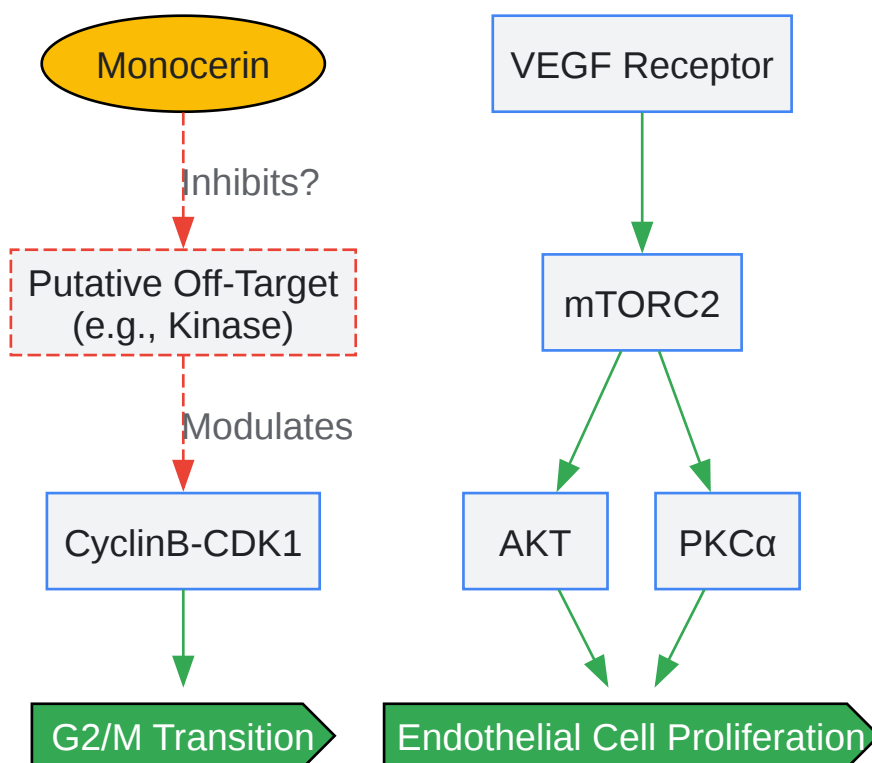 Monocerin
VEGF Receptor
Inhibits?
Putative Off-Target
(e.g., Kinase)
mTORC2
Modulates
CyclinB-CDK1
AKT
PKCα
G2/M Transition
Endothelial Cell Proliferation